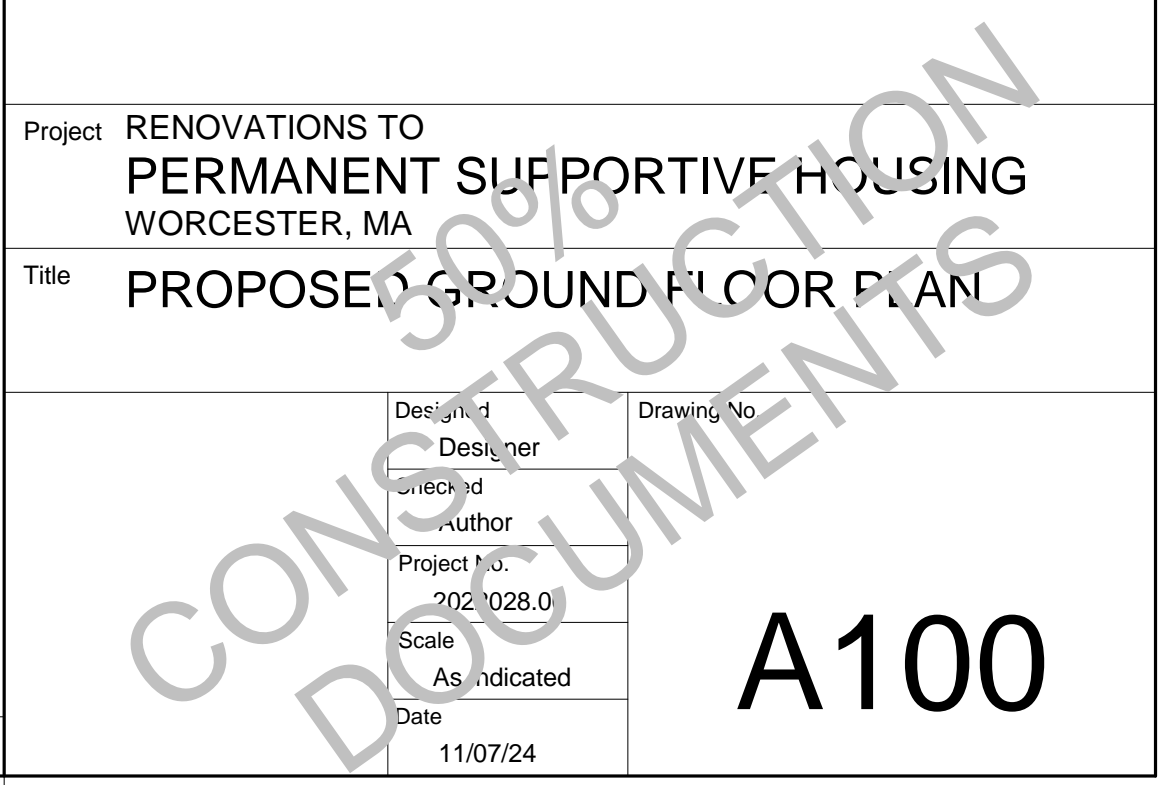 Project RENOVATIONS TO
PERMANENT SUPPORTIVE HOUSING
WORCESTER, MA
Title PROPOSED GROUND FLOOR PLAN
50%
CONSTRUCTION
DOCUMENTS
Designed
Designer
Checked
Author
Project No.
Scale
As indicated
Date
11/07/24
Drawing No.
A100